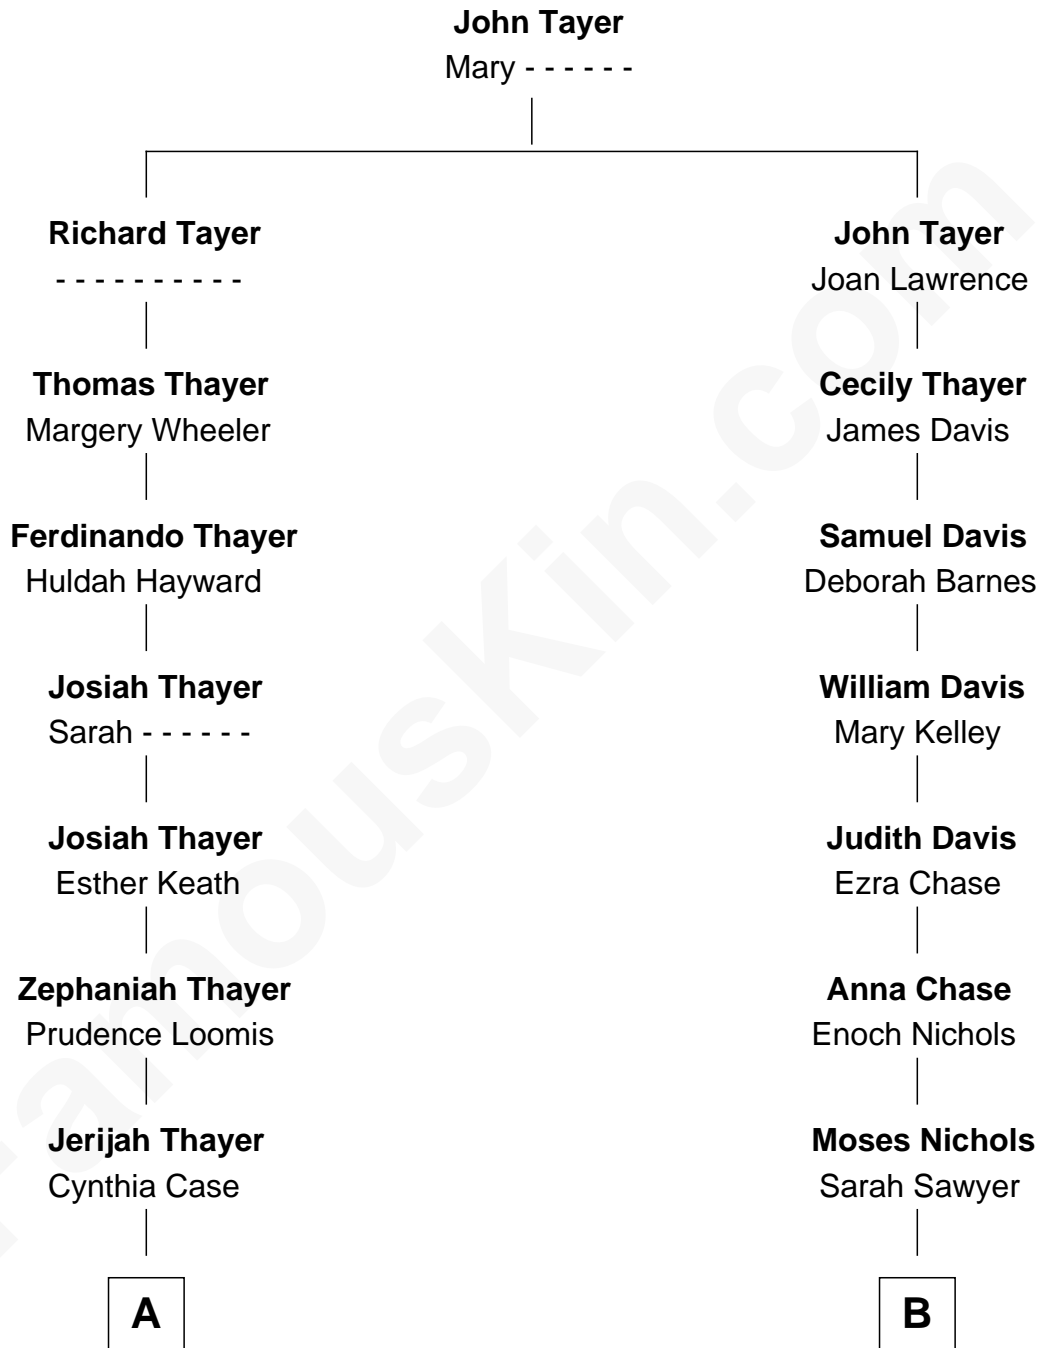 John Tayer
Mary - - - - - -
Richard Tayer
- - - - - - - - - -
John Tayer
Joan Lawrence
Thomas Thayer
Margery Wheeler
Cecily Thayer
James Davis
Ferdinando Thayer
Huldah Hayward
Samuel Davis
Deborah Barnes
Josiah Thayer
Sarah - - - - - -
William Davis
Mary Kelley
Josiah Thayer
Esther Keath
Judith Davis
Ezra Chase
Zephaniah Thayer
Prudence Loomis
Anna Chase
Enoch Nichols
Jerijah Thayer
Cynthia Case
Moses Nichols
Sarah Sawyer
A
B
FamousKin.com